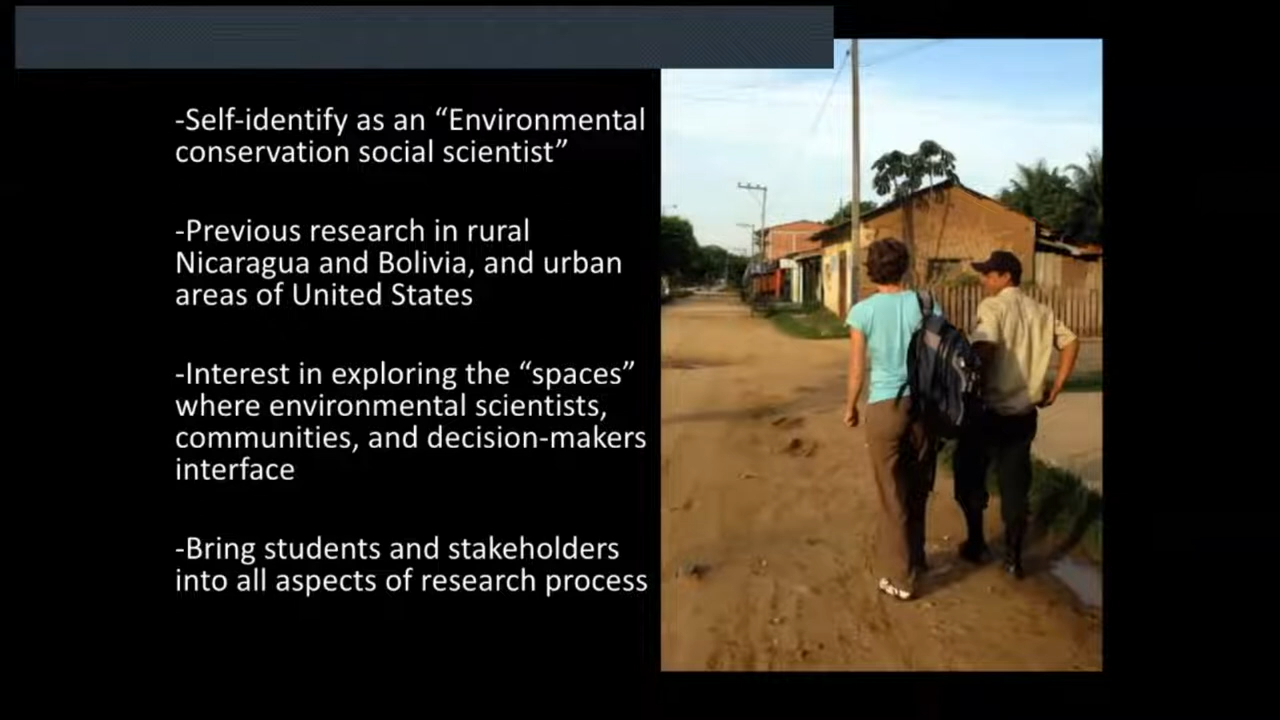 -Self-identify as an “Environmental
conservation social scientist”
-Previous research in rural
Nicaragua and Bolivia, and urban
areas of United States
-Interest in exploring the “spaces”
where environmental scientists,
communities, and decision-makers
interface
-Bring students and stakeholders
into all aspects of research process